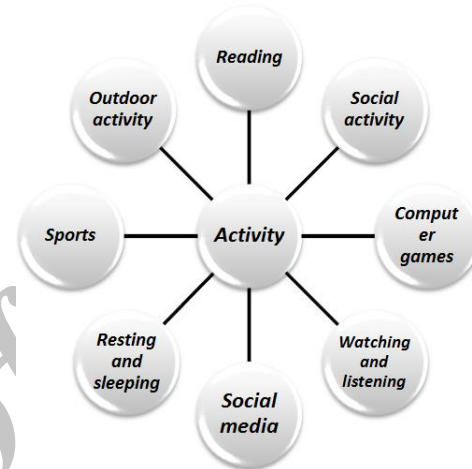 Reading
Social
activity
Comput
er
games
Watching
and
listening
Social
media
Resting
and
sleeping
Sports
Outdoor
activity
Activity